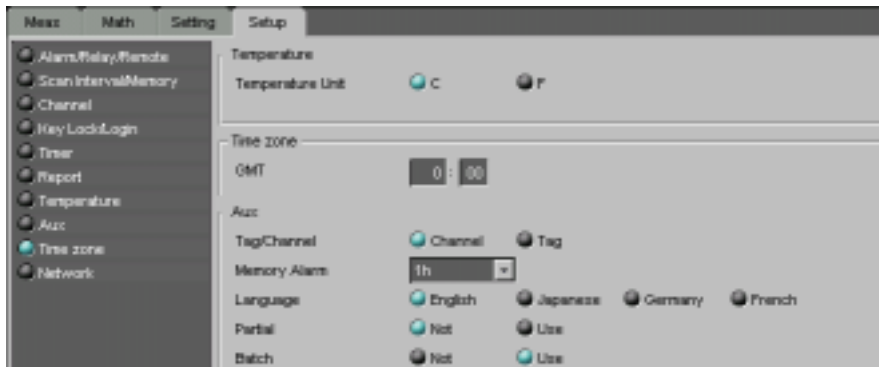 Meas Math Setting Setup
Alarm/Relay/Remote
Scan Interval/Memory
Channel
Key Lock/Login
Timer
Report
Temperature
Aux
Time zone
Network
Temperature
Temperature Unit C F
Time zone
GMT 0 : 00
Aux
Tag/Channel Channel Tag
Memory Alarm 1h
Language English Japanese Germany French
Partial Not Use
Batch Not Use